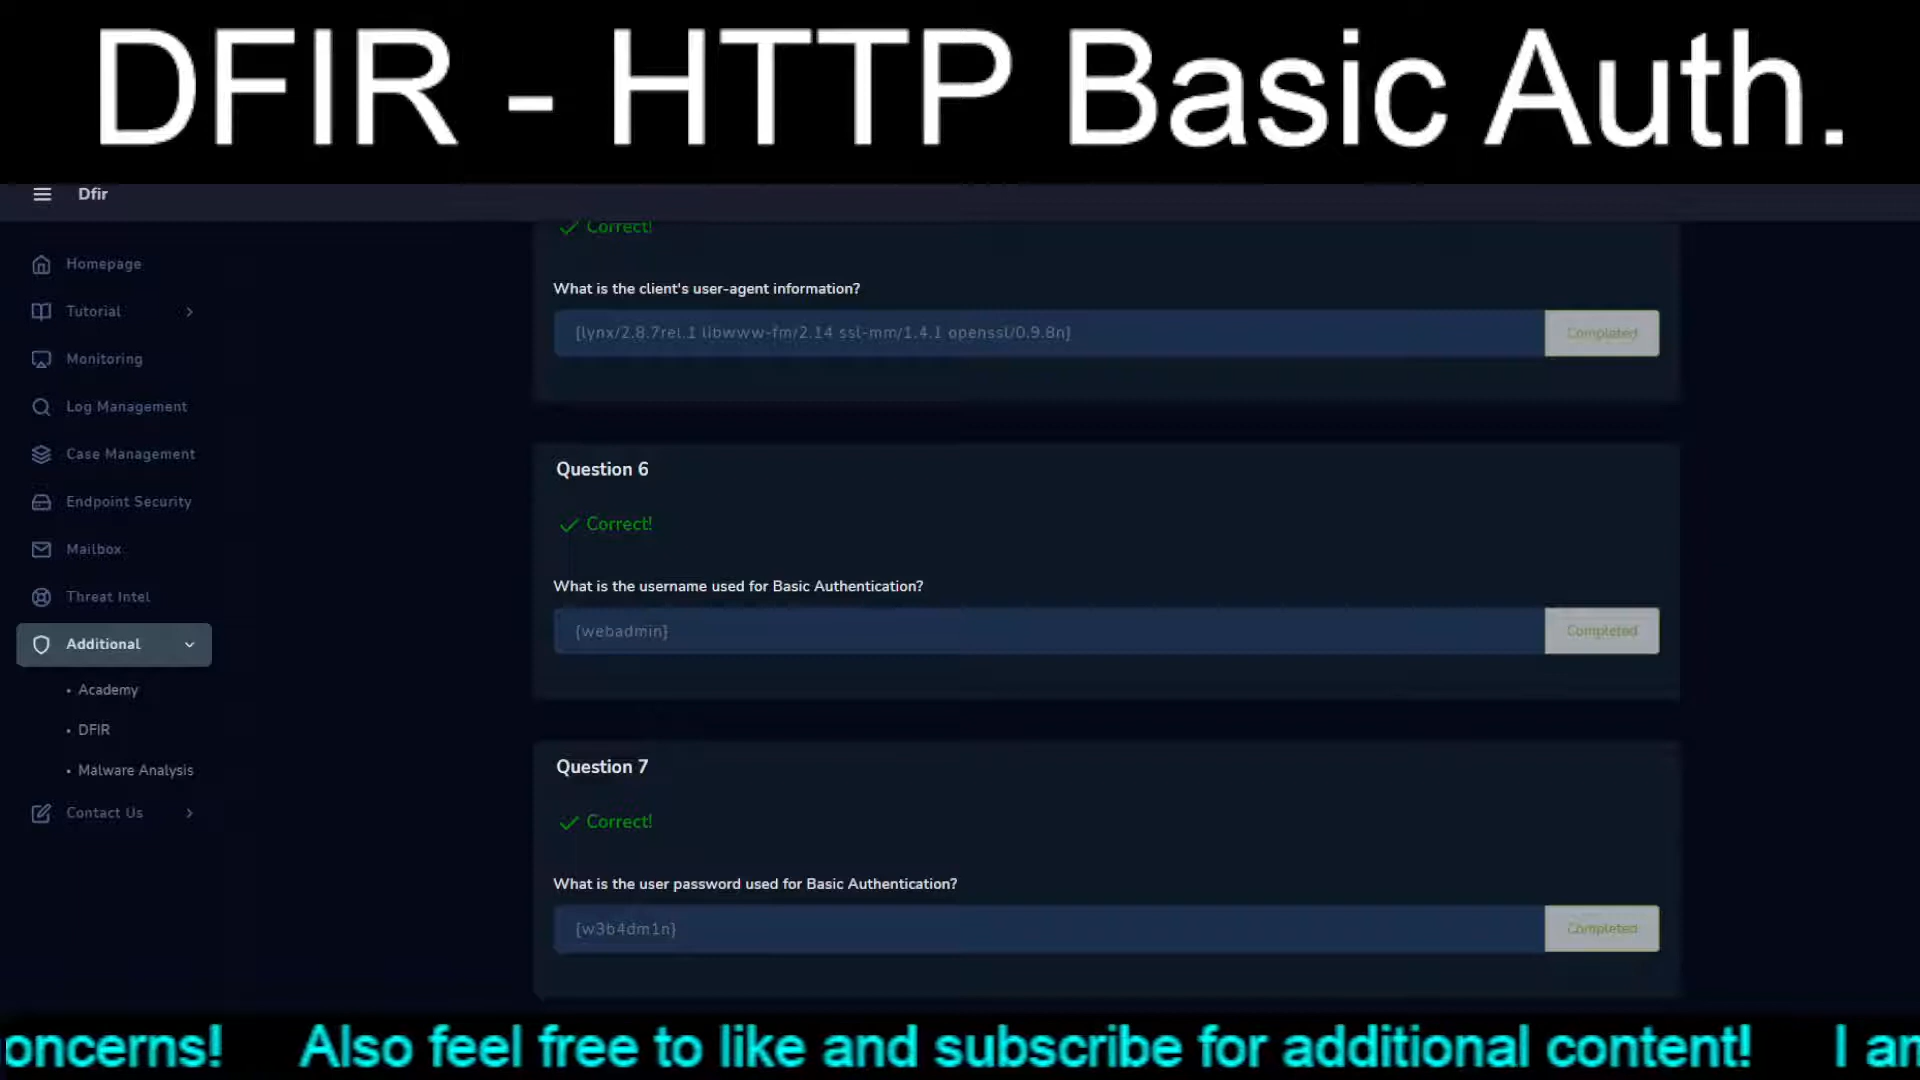 DFIR - HTTP Basic Auth.
Dfir
Homepage
Tutorial
Monitoring
Log Management
Case Management
Endpoint Security
Mailbox
Threat Intel
Additional
• Academy
• DFIR
• Malware Analysis
Contact Us
Correct!
What is the client's user-agent information?
{lynx/2.8.7rel.1 libwww-fm/2.14 ssl-mm/1.4.1 openssl/0.9.8n}
Completed
Question 6
Correct!
What is the username used for Basic Authentication?
{webadmin}
Completed
Question 7
Correct!
What is the user password used for Basic Authentication?
{w3b4dm1n}
Completed
oncerns! Also feel free to like and subscribe for additional content! I am